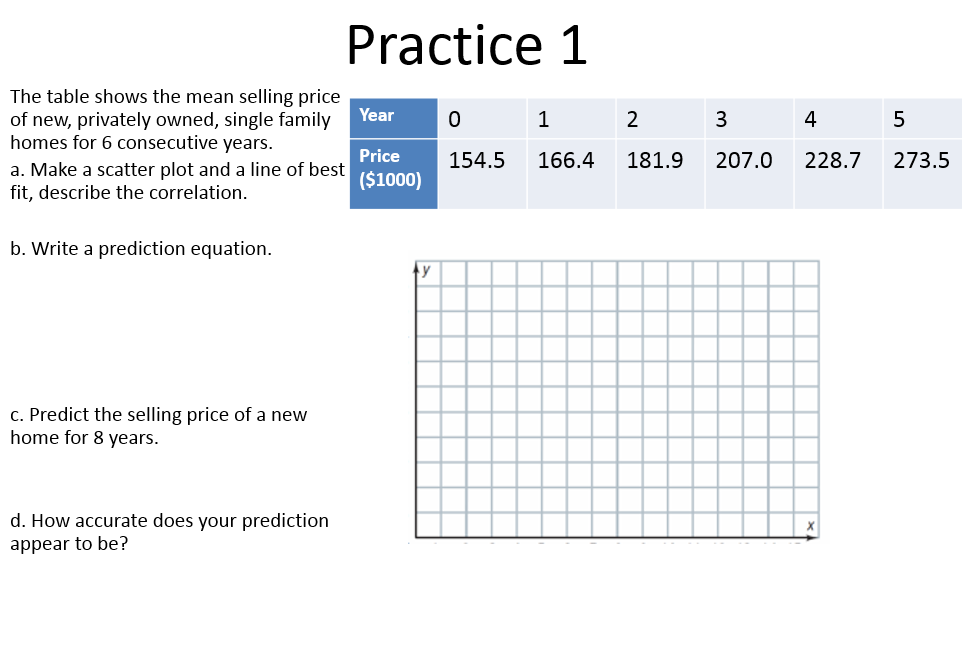 Practice 1
The table shows the mean selling price
of new, privately owned, single family
homes for 6 consecutive years.
a. Make a scatter plot and a line of best
fit, describe the correlation.
Year 0 1 2 3 4 5
Price
($1000) 154.5 166.4 181.9 207.0 228.7 273.5
b. Write a prediction equation.
y
c. Predict the selling price of a new
home for 8 years.
d. How accurate does your prediction
appear to be?
x